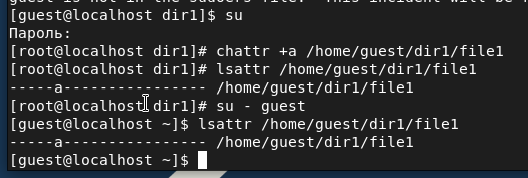 guest is not in the sudoers file. This incident will be
[guest@localhost dir1]$ su
Пароль:
[root@localhost dir1]# chattr +a /home/guest/dir1/file1
[root@localhost dir1]# lsattr /home/guest/dir1/file1
-----a---------------- /home/guest/dir1/file1
[root@localhost dir1]# su - guest
[guest@localhost ~]$ lsattr /home/guest/dir1/file1
-----a---------------- /home/guest/dir1/file1
[guest@localhost ~]$